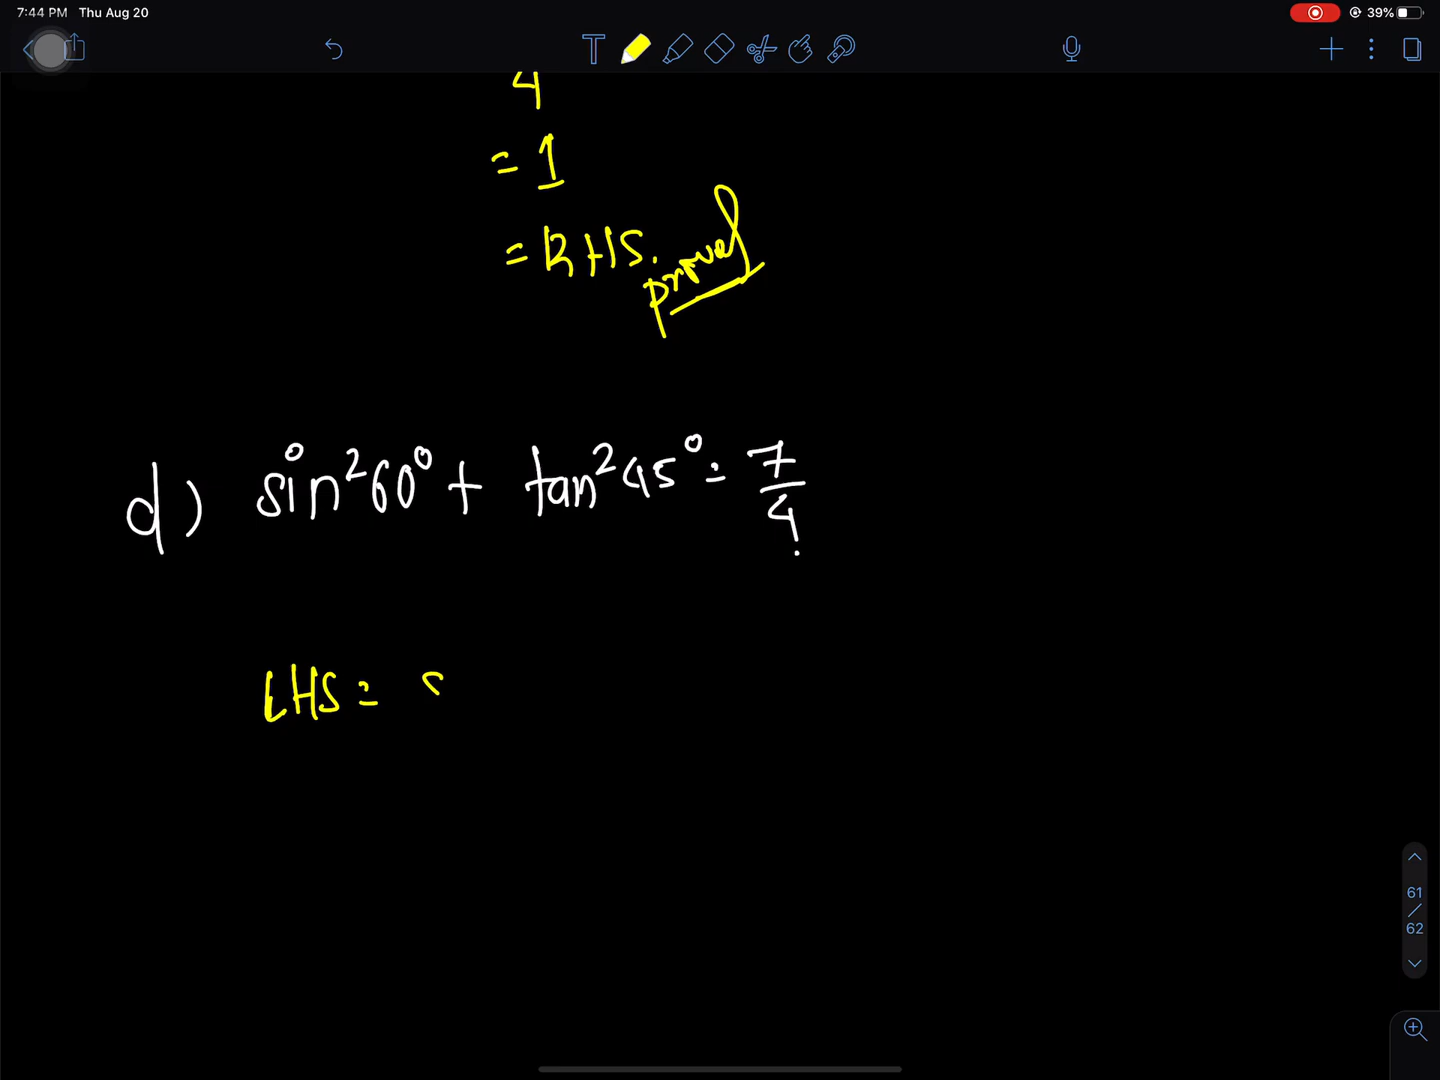 7:44 PM Thu Aug 20
39%
T
4
= 1
= RHS.
proved
d) sin²60° + tan²45° = 7/4
LHS = s
61
62